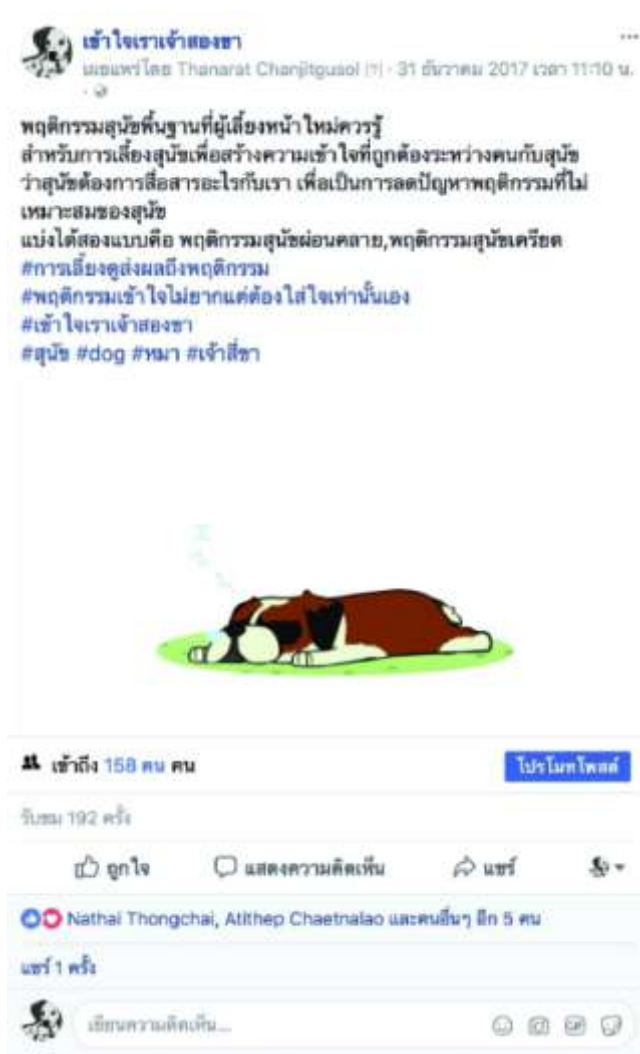 เข้าใจเราเจ้าสองขา
เผยแพร่โดย Thanarat Chanjitgusol [?] · 31 ธันวาคม 2017 เวลา 11:10 น.
พฤติกรรมสุนัขพื้นฐานที่ผู้เลี้ยงหน้าใหม่ควรรู้
สำหรับการเลี้ยงสุนัขเพื่อสร้างความเข้าใจที่ถูกต้องระหว่างคนกับสุนัข
ว่าสุนัขต้องการสื่อสารอะไรกับเรา เพื่อเป็นการลดปัญหาพฤติกรรมที่ไม่
เหมาะสมของสุนัข
แบ่งได้สองแบบคือ พฤติกรรมสุนัขผ่อนคลาย,พฤติกรรมสุนัขเครียด
#การเลี้ยงดูส่งผลถึงพฤติกรรม
#พฤติกรรมเข้าใจไม่ยากแค่ต้องใส่ใจเท่านั้นเอง
#เข้าใจเราเจ้าสองขา
#สุนัข #dog #หมา #เจ้าสี่ขา
เข้าถึง 158 คน คน
โปรโมทโพสต์
รับชม 192 ครั้ง
ถูกใจ แสดงความคิดเห็น แชร์
Nathai Thongchai, Atithep Chaetnalao และคนอื่นๆ อีก 5 คน
แชร์ 1 ครั้ง
เขียนความคิดเห็น...
GIF